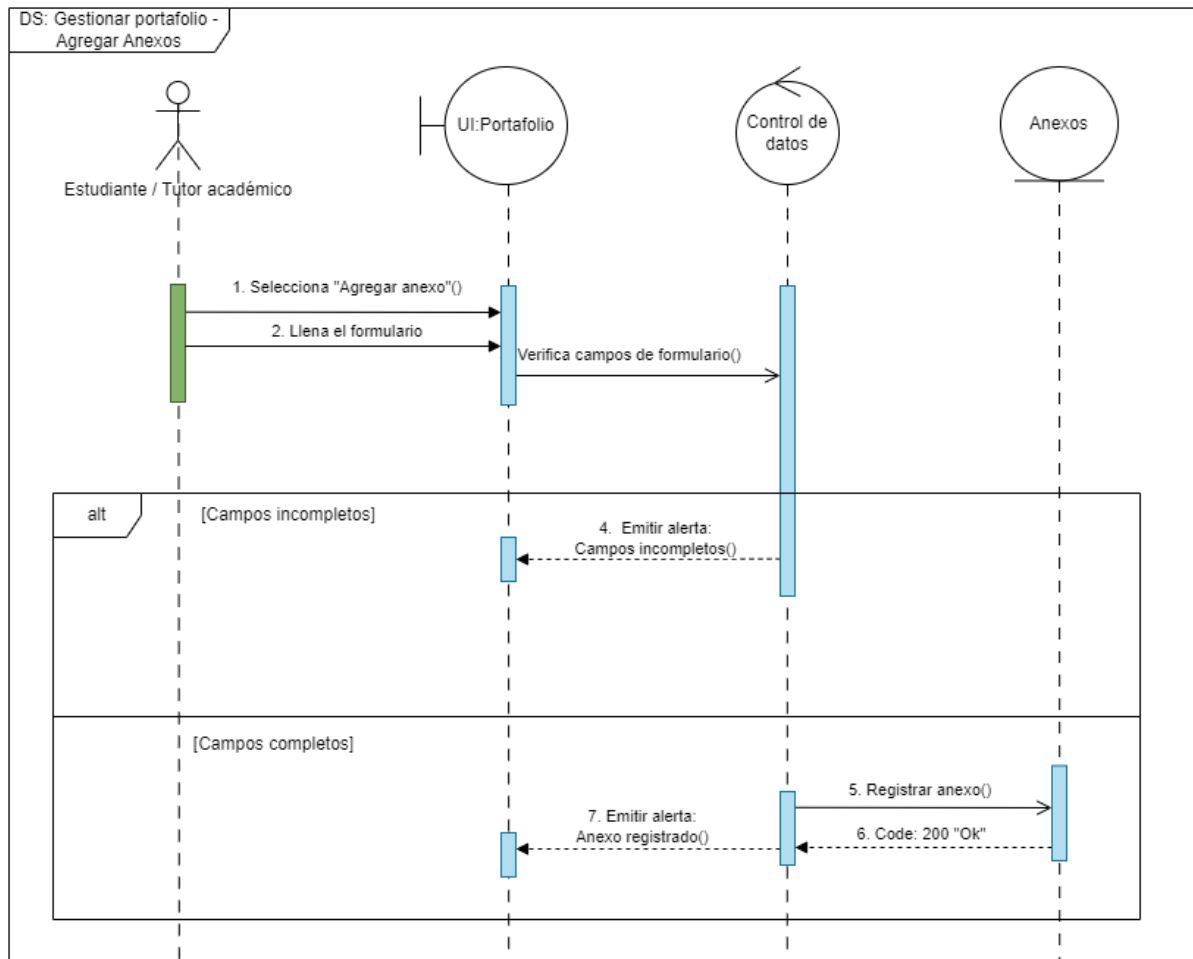 DS: Gestionar portafolio -
Agregar Anexos
Estudiante / Tutor académico
UI:Portafolio
Control de
datos
Anexos
1. Selecciona "Agregar anexo"()
2. Llena el formulario
Verifica campos de formulario()
alt
[Campos incompletos]
4. Emitir alerta:
Campos incompletos()
[Campos completos]
5. Registrar anexo()
7. Emitir alerta:
Anexo registrado()
6. Code: 200 "Ok"